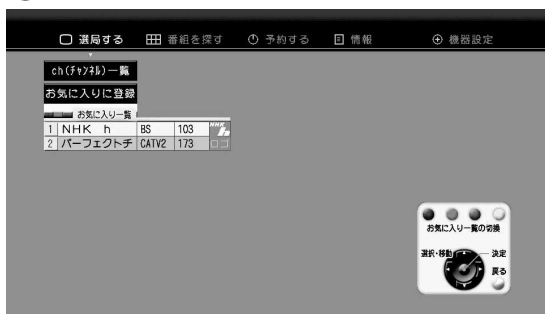 選局する 番組を探す 予約する 情報 機器設定
ch(ﾁｬﾝﾈﾙ)一覧
お気に入りに登録
お気に入り一覧
1 NHK h BS 103 NHK h
2 パーフェクトチ CATV2 173
お気に入り一覧の切換
選択・移動 決定
戻る